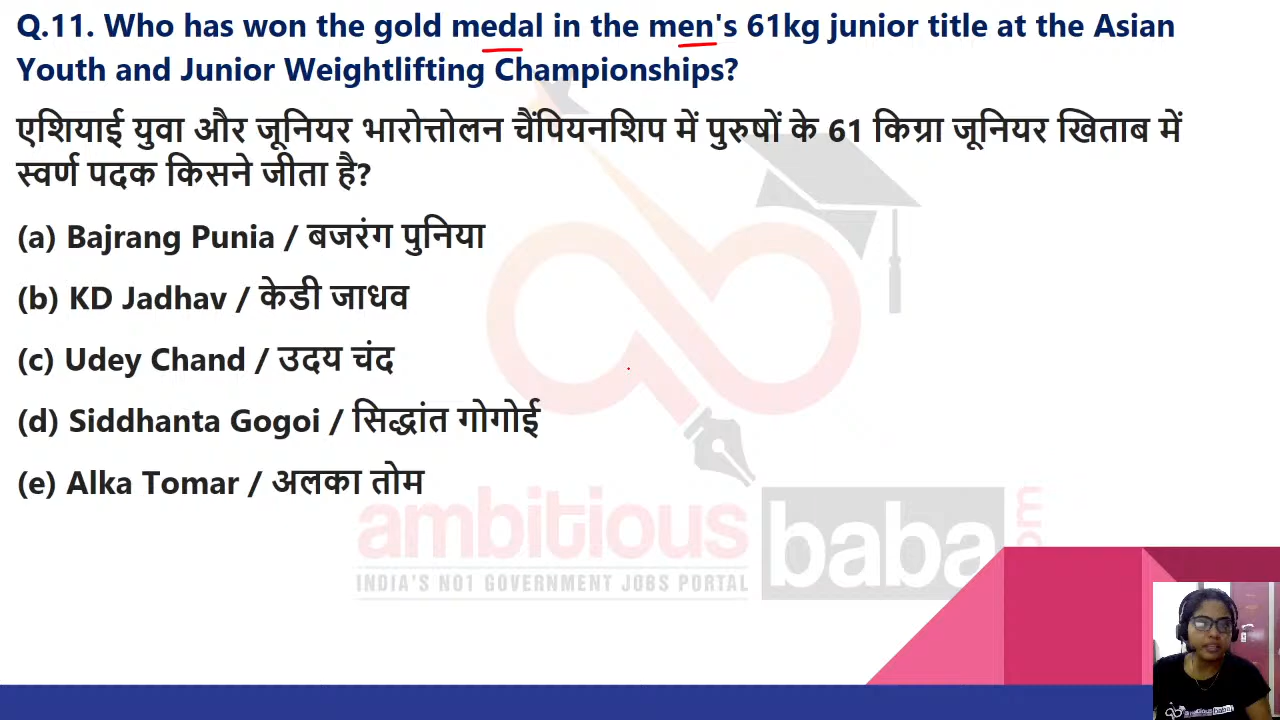 Q.11. Who has won the gold medal in the men's 61kg junior title at the Asian
Youth and Junior Weightlifting Championships?
एशियाई युवा और जूनियर भारोत्तोलन चैंपियनशिप में पुरुषों के 61 किग्रा जूनियर खिताब में
स्वर्ण पदक किसने जीता है?
(a) Bajrang Punia / बजरंग पुनिया
(b) KD Jadhav / केडी जाधव
(c) Udey Chand / उदय चंद
(d) Siddhanta Gogoi / सिद्धांत गोगोई
(e) Alka Tomar / अलका तोम
ambitious baba
INDIA'S NO1 GOVERNMENT JOBS PORTAL